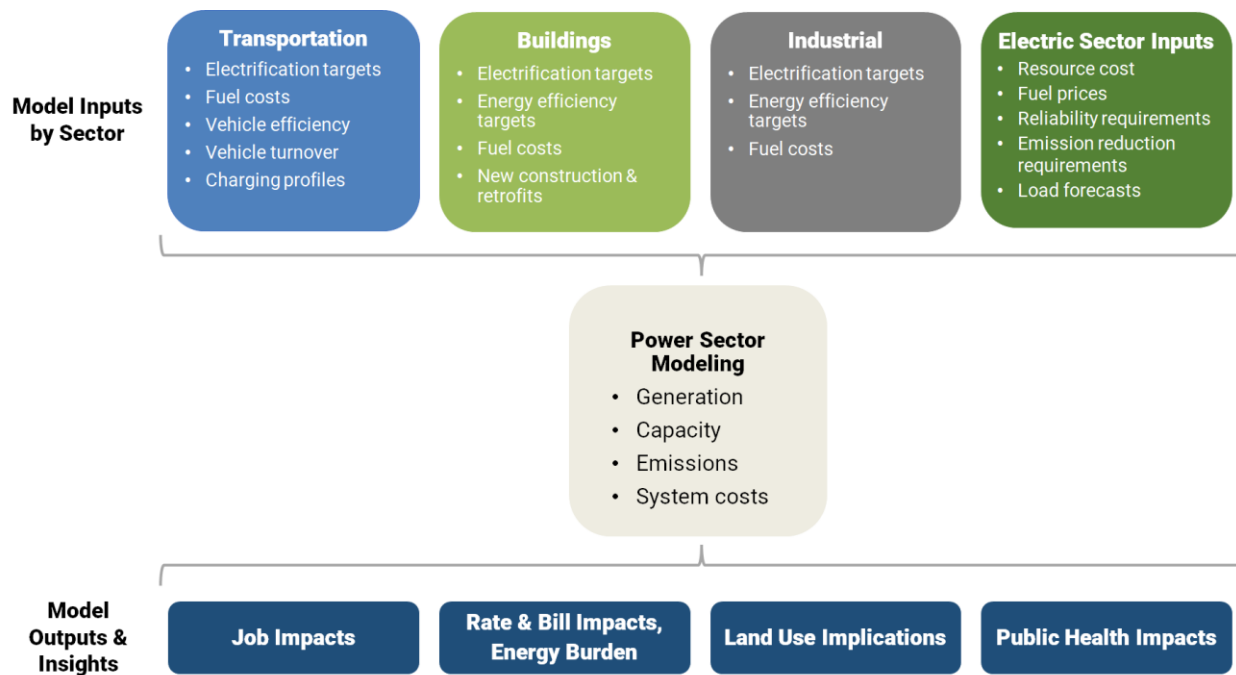 Model Inputs
by Sector
Transportation
• Electrification targets
• Fuel costs
• Vehicle efficiency
• Vehicle turnover
• Charging profiles
Buildings
• Electrification targets
• Energy efficiency
targets
• Fuel costs
• New construction &
retrofits
Industrial
• Electrification targets
• Energy efficiency
targets
• Fuel costs
Electric Sector Inputs
• Resource cost
• Fuel prices
• Reliability requirements
• Emission reduction
requirements
• Load forecasts
Power Sector
Modeling
• Generation
• Capacity
• Emissions
• System costs
Model
Outputs &
Insights
Job Impacts
Rate & Bill Impacts,
Energy Burden
Land Use Implications
Public Health Impacts